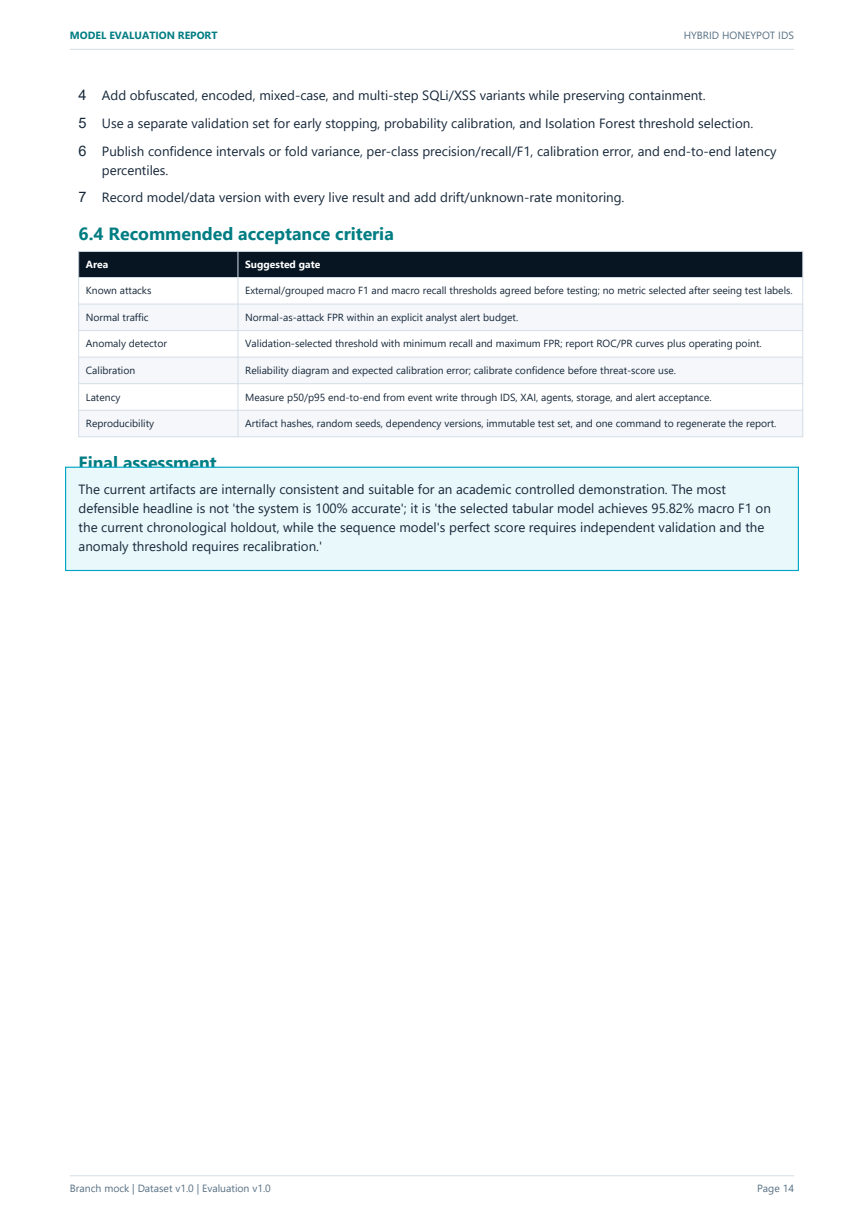 MODEL EVALUATION REPORT
HYBRID HONEYPOT IDS
4 Add obfuscated, encoded, mixed-case, and multi-step SQLi/XSS variants while preserving containment.
5 Use a separate validation set for early stopping, probability calibration, and Isolation Forest threshold selection.
6 Publish confidence intervals or fold variance, per-class precision/recall/F1, calibration error, and end-to-end latency
percentiles.
7 Record model/data version with every live result and add drift/unknown-rate monitoring.
6.4 Recommended acceptance criteria
Area Suggested gate
Known attacks External/grouped macro F1 and macro recall thresholds agreed before testing; no metric selected after seeing test labels.
Normal traffic Normal-as-attack FPR within an explicit analyst alert budget.
Anomaly detector Validation-selected threshold with minimum recall and maximum FPR; report ROC/PR curves plus operating point.
Calibration Reliability diagram and expected calibration error; calibrate confidence before threat-score use.
Latency Measure p50/p95 end-to-end from event write through IDS, XAI, agents, storage, and alert acceptance.
Reproducibility Artifact hashes, random seeds, dependency versions, immutable test set, and one command to regenerate the report.
Final assessment
The current artifacts are internally consistent and suitable for an academic controlled demonstration. The most
defensible headline is not 'the system is 100% accurate'; it is 'the selected tabular model achieves 95.82% macro F1 on
the current chronological holdout, while the sequence model's perfect score requires independent validation and the
anomaly threshold requires recalibration.'
Branch mock | Dataset v1.0 | Evaluation v1.0
Page 14